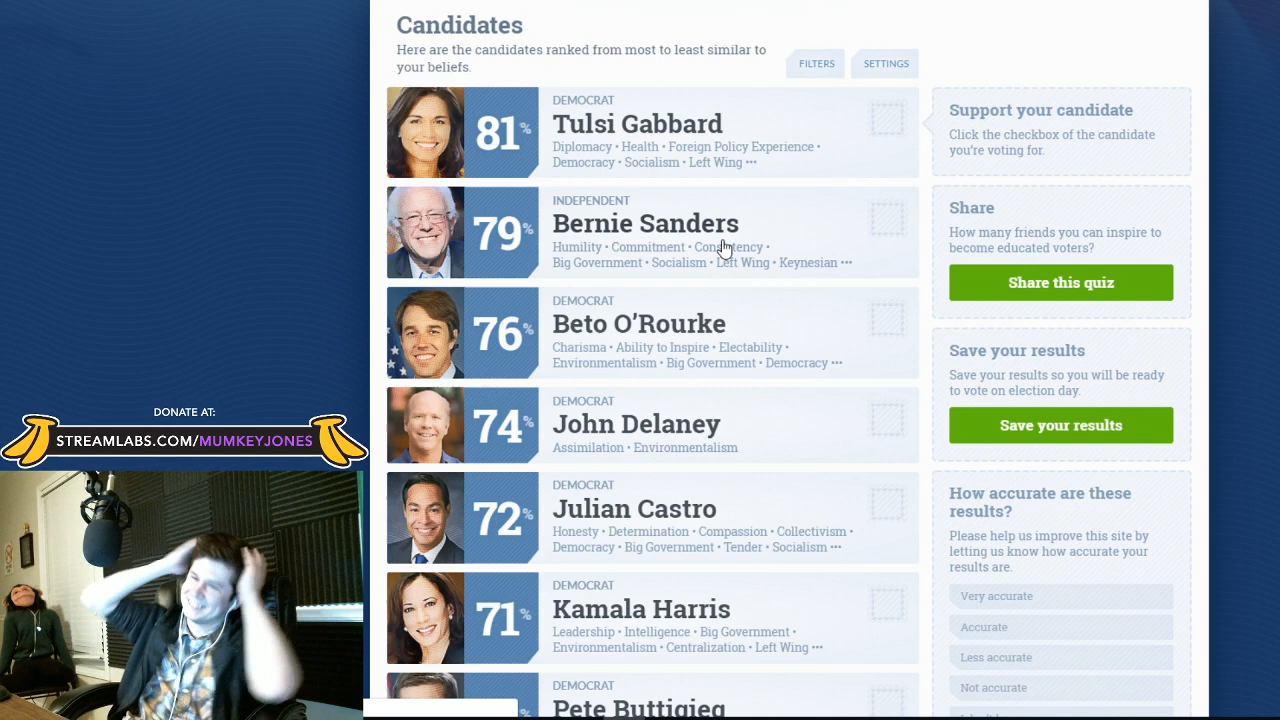 Candidates
Here are the candidates ranked from most to least similar to
your beliefs.
FILTERS
SETTINGS
81%
DEMOCRAT
Tulsi Gabbard
Diplomacy • Health • Foreign Policy Experience •
Democracy • Socialism • Left Wing •••
79%
INDEPENDENT
Bernie Sanders
Humility • Commitment • Consistency •
Big Government • Socialism • Left Wing • Keynesian •••
76%
DEMOCRAT
Beto O’Rourke
Charisma • Ability to Inspire • Electability •
Environmentalism • Big Government • Democracy •••
74%
DEMOCRAT
John Delaney
Assimilation • Environmentalism
72%
DEMOCRAT
Julian Castro
Honesty • Determination • Compassion • Collectivism •
Democracy • Big Government • Tender • Socialism •••
71%
DEMOCRAT
Kamala Harris
Leadership • Intelligence • Big Government •
Environmentalism • Centralization • Left Wing •••
DEMOCRAT
Pete Buttigieg
Support your candidate
Click the checkbox of the candidate
you’re voting for.
Share
How many friends you can inspire to
become educated voters?
Share this quiz
Save your results
Save your results so you will be ready
to vote on election day.
Save your results
How accurate are these
results?
Please help us improve this site by
letting us know how accurate your
results are.
Very accurate
Accurate
Less accurate
Not accurate
DONATE AT:
STREAMLABS.COM/MUMKEYJONES